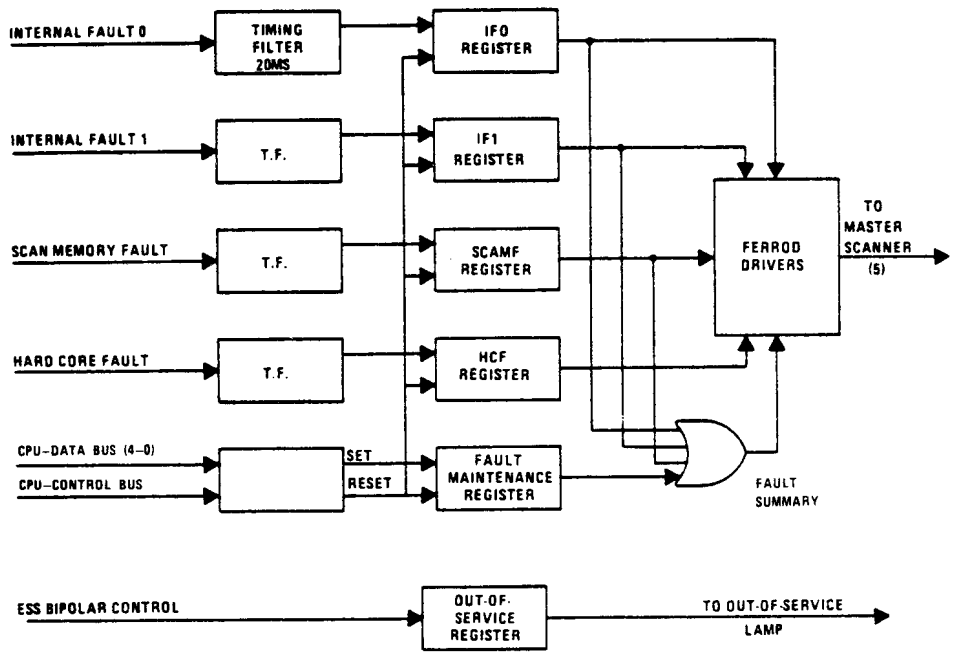 INTERNAL FAULT 0
TIMING
FILTER
20MS
IFO
REGISTER
INTERNAL FAULT 1
T.F.
IF1
REGISTER
SCAN MEMORY FAULT
T.F.
SCAMF
REGISTER
FERROD
DRIVERS
TO
MASTER
SCANNER
(5)
HARD CORE FAULT
T.F.
HCF
REGISTER
CPU-DATA BUS (4-0)
CPU-CONTROL BUS
SET
RESET
FAULT
MAINTENANCE
REGISTER
FAULT
SUMMARY
ESS BIPOLAR CONTROL
OUT-OF-
SERVICE
REGISTER
TO OUT-OF-SERVICE
LAMP